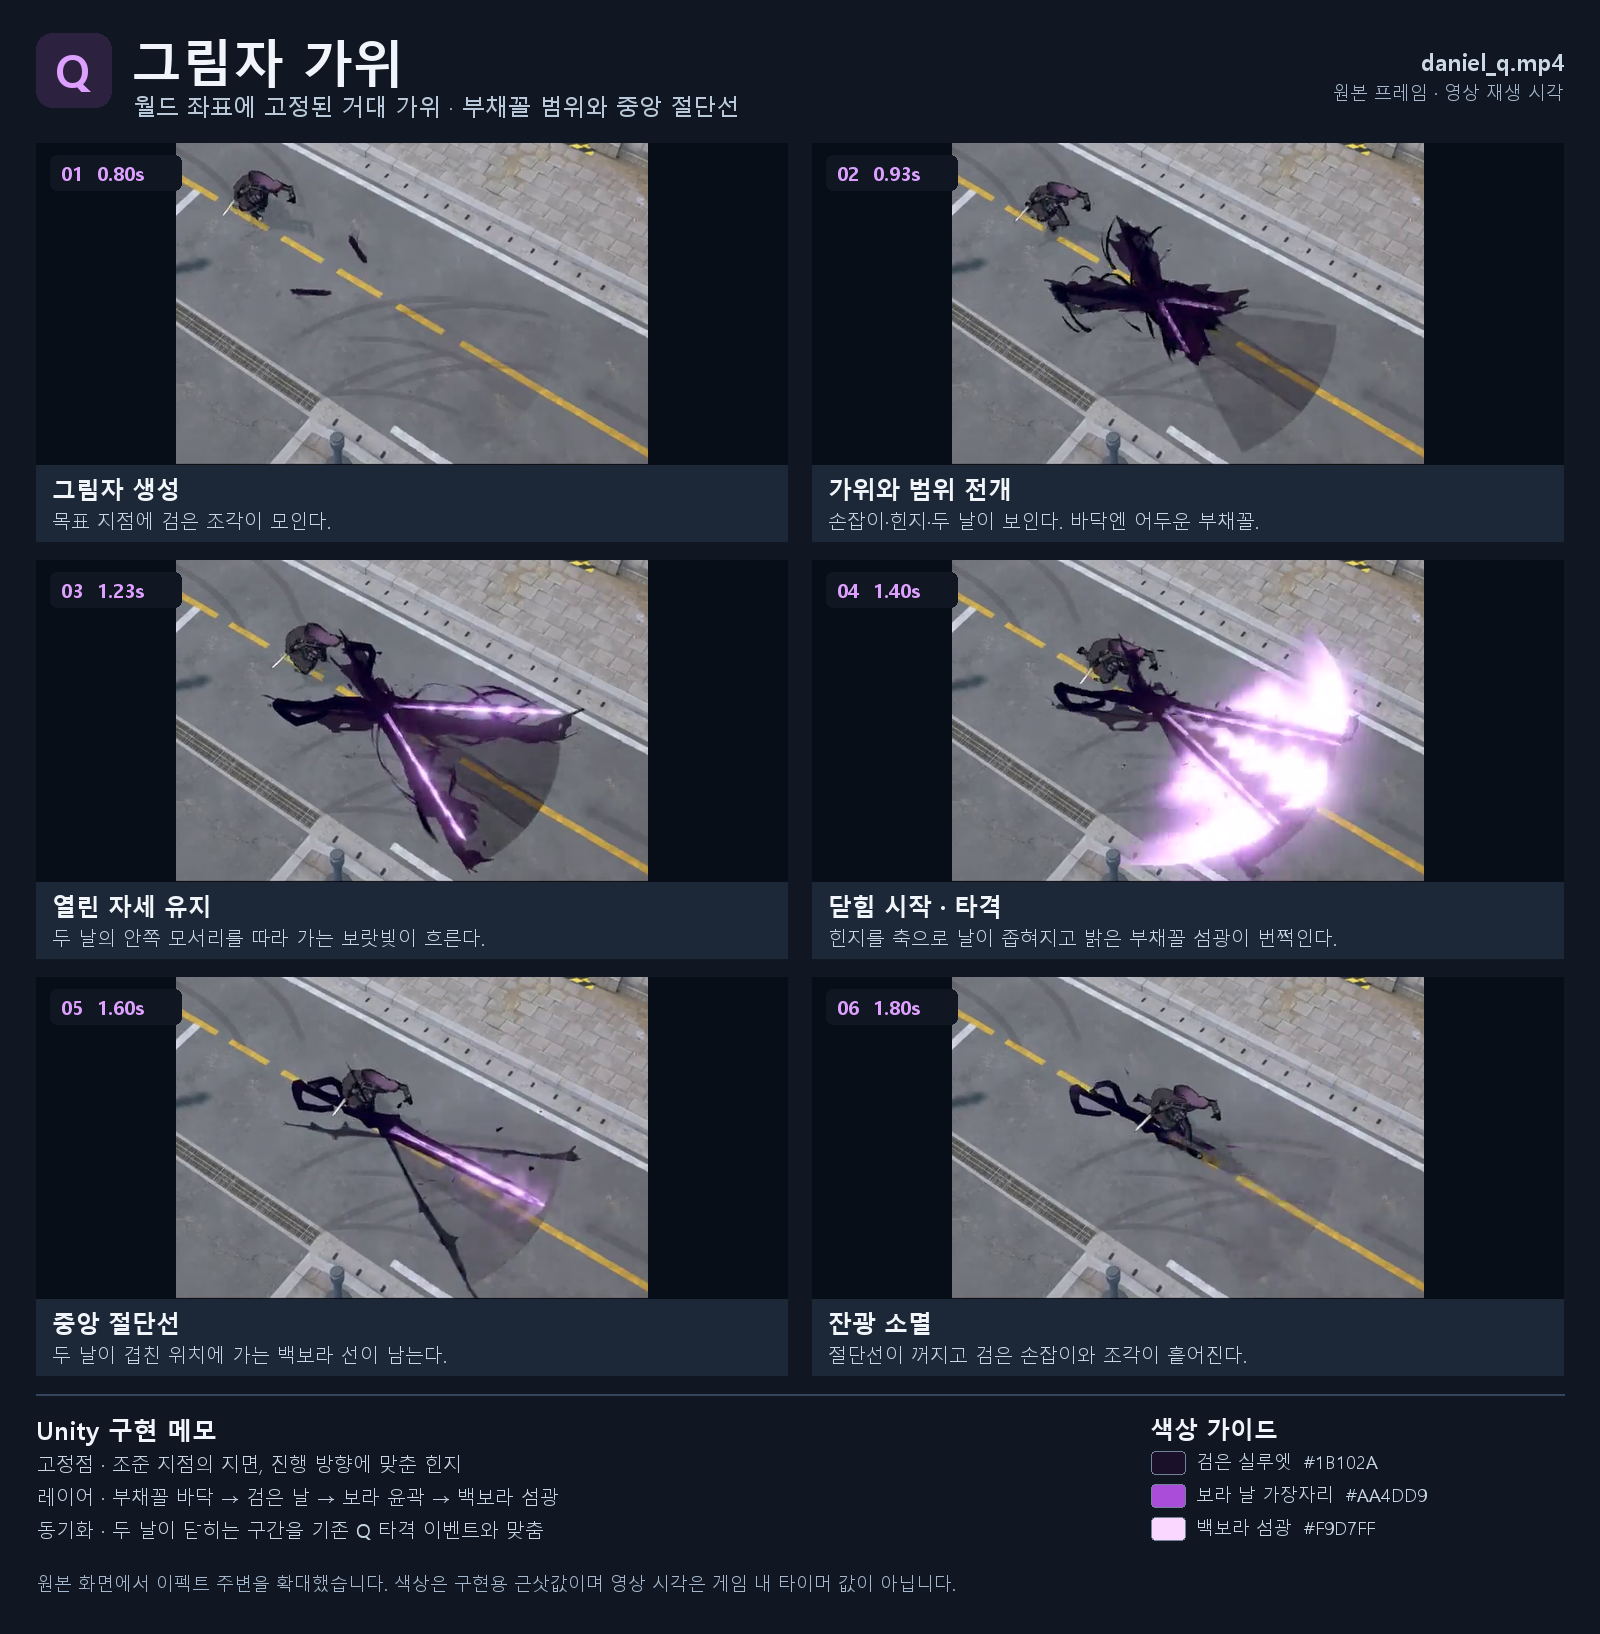 Q
그림자 가위
월드 좌표에 고정된 거대 가위 · 부채꼴 범위와 중앙 절단선
daniel_q.mp4
원본 프레임 · 영상 재생 시각
01 0.80s
02 0.93s
그림자 생성
목표 지점에 검은 조각이 모인다.
가위와 범위 전개
손잡이·힌지·두 날이 보인다. 바닥엔 어두운 부채꼴.
03 1.23s
04 1.40s
열린 자세 유지
두 날의 안쪽 모서리를 따라 가는 보랏빛이 흐른다.
닫힘 시작 · 타격
힌지를 축으로 날이 좁혀지고 밝은 부채꼴 섬광이 번쩍인다.
05 1.60s
06 1.80s
중앙 절단선
두 날이 겹친 위치에 가는 백보라 선이 남는다.
잔광 소멸
절단선이 꺼지고 검은 손잡이와 조각이 흩어진다.
Unity 구현 메모
고정점 · 조준 지점의 지면, 진행 방향에 맞춘 힌지
레이어 · 부채꼴 바닥 → 검은 날 → 보라 윤곽 → 백보라 섬광
동기화 · 두 날이 닫히는 구간을 기존 Q 타격 이벤트와 맞춤
색상 가이드
검은 실루엣 #1B102A
보라 날 가장자리 #AA4DD9
백보라 섬광 #F9D7FF
원본 화면에서 이펙트 주변을 확대했습니다. 색상은 구현용 근삿값이며 영상 시각은 게임 내 타이머 값이 아닙니다.